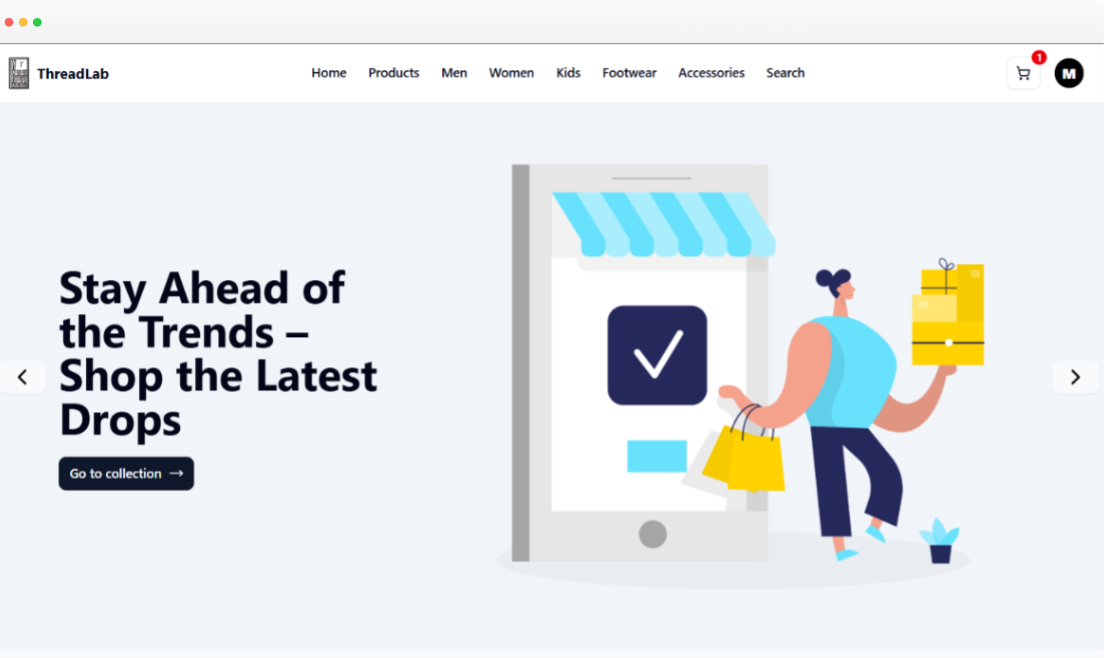 ThreadLab
Home Products Men Women Kids Footwear Accessories Search
1
M
Stay Ahead of
the Trends –
Shop the Latest
Drops
Go to collection →